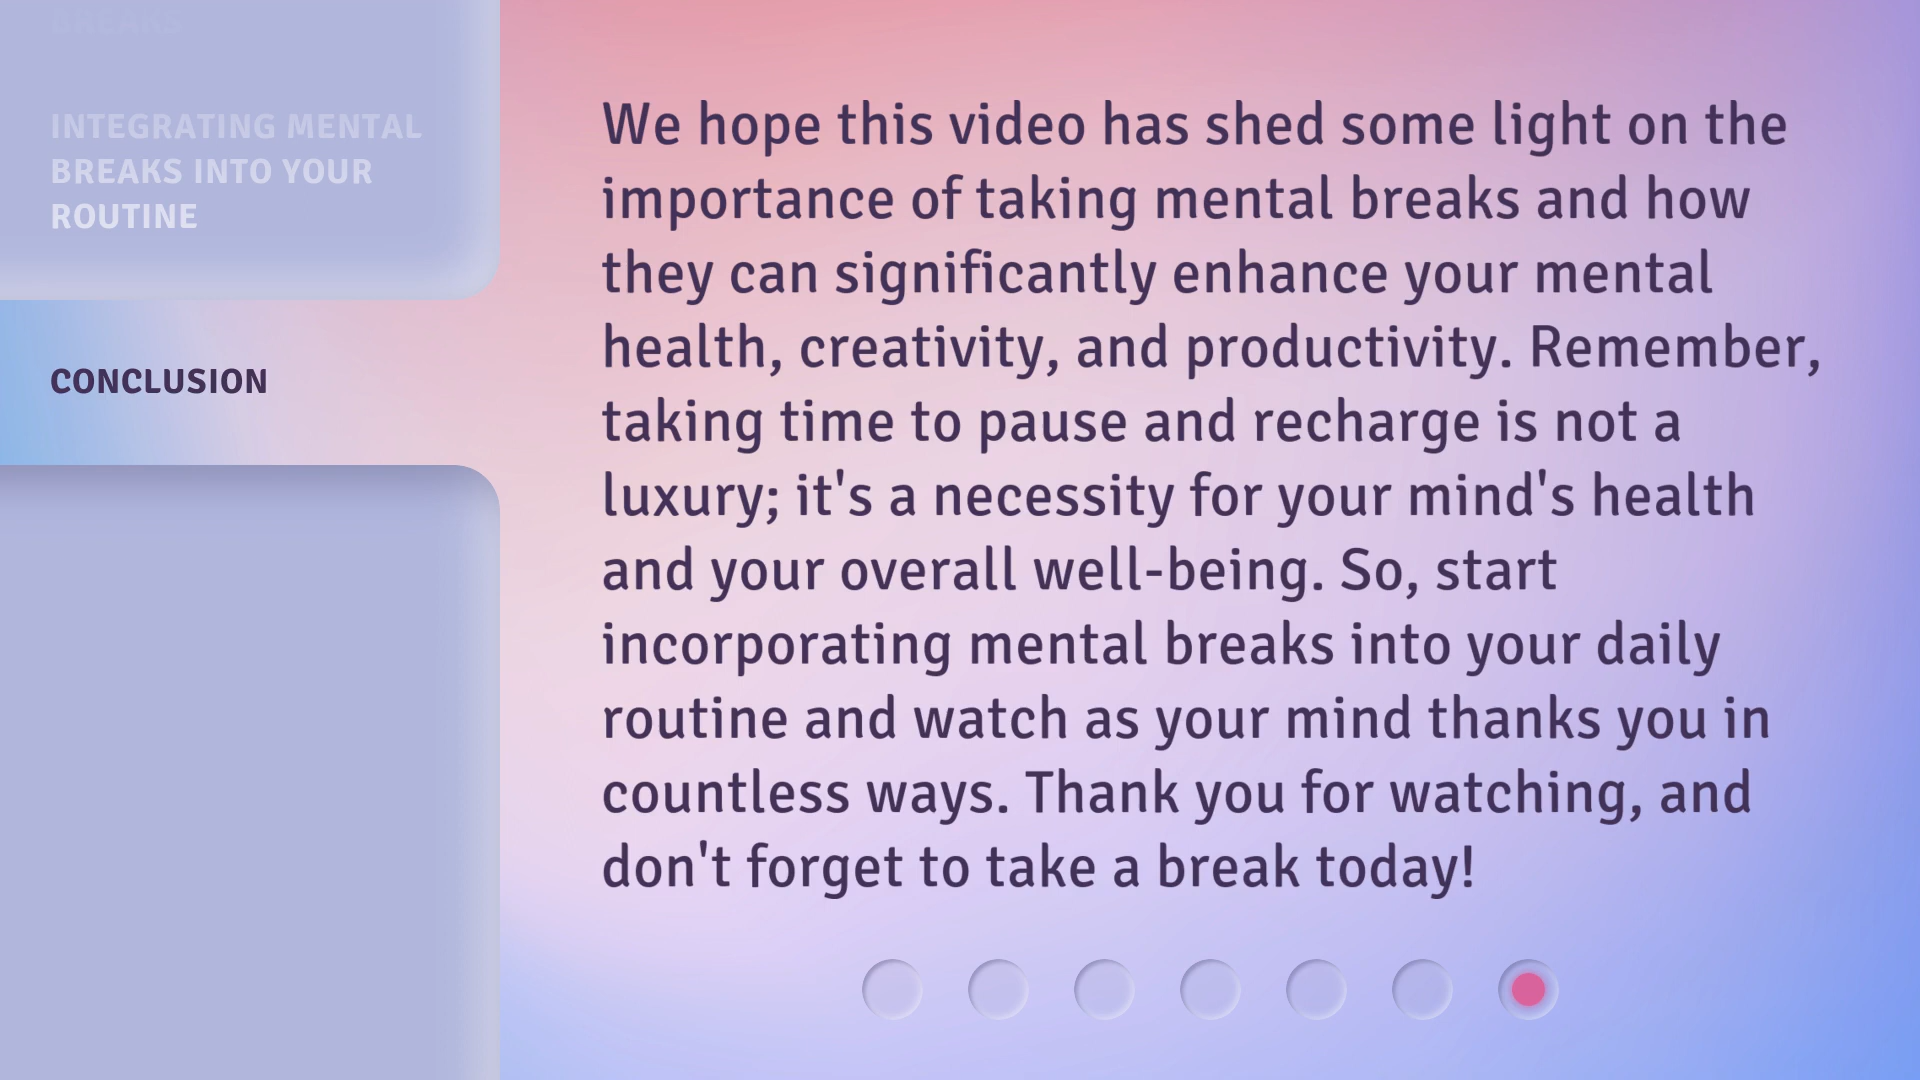 BREAKS
INTEGRATING MENTAL
BREAKS INTO YOUR
ROUTINE
CONCLUSION
We hope this video has shed some light on the
importance of taking mental breaks and how
they can significantly enhance your mental
health, creativity, and productivity. Remember,
taking time to pause and recharge is not a
luxury; it's a necessity for your mind's health
and your overall well-being. So, start
incorporating mental breaks into your daily
routine and watch as your mind thanks you in
countless ways. Thank you for watching, and
don't forget to take a break today!